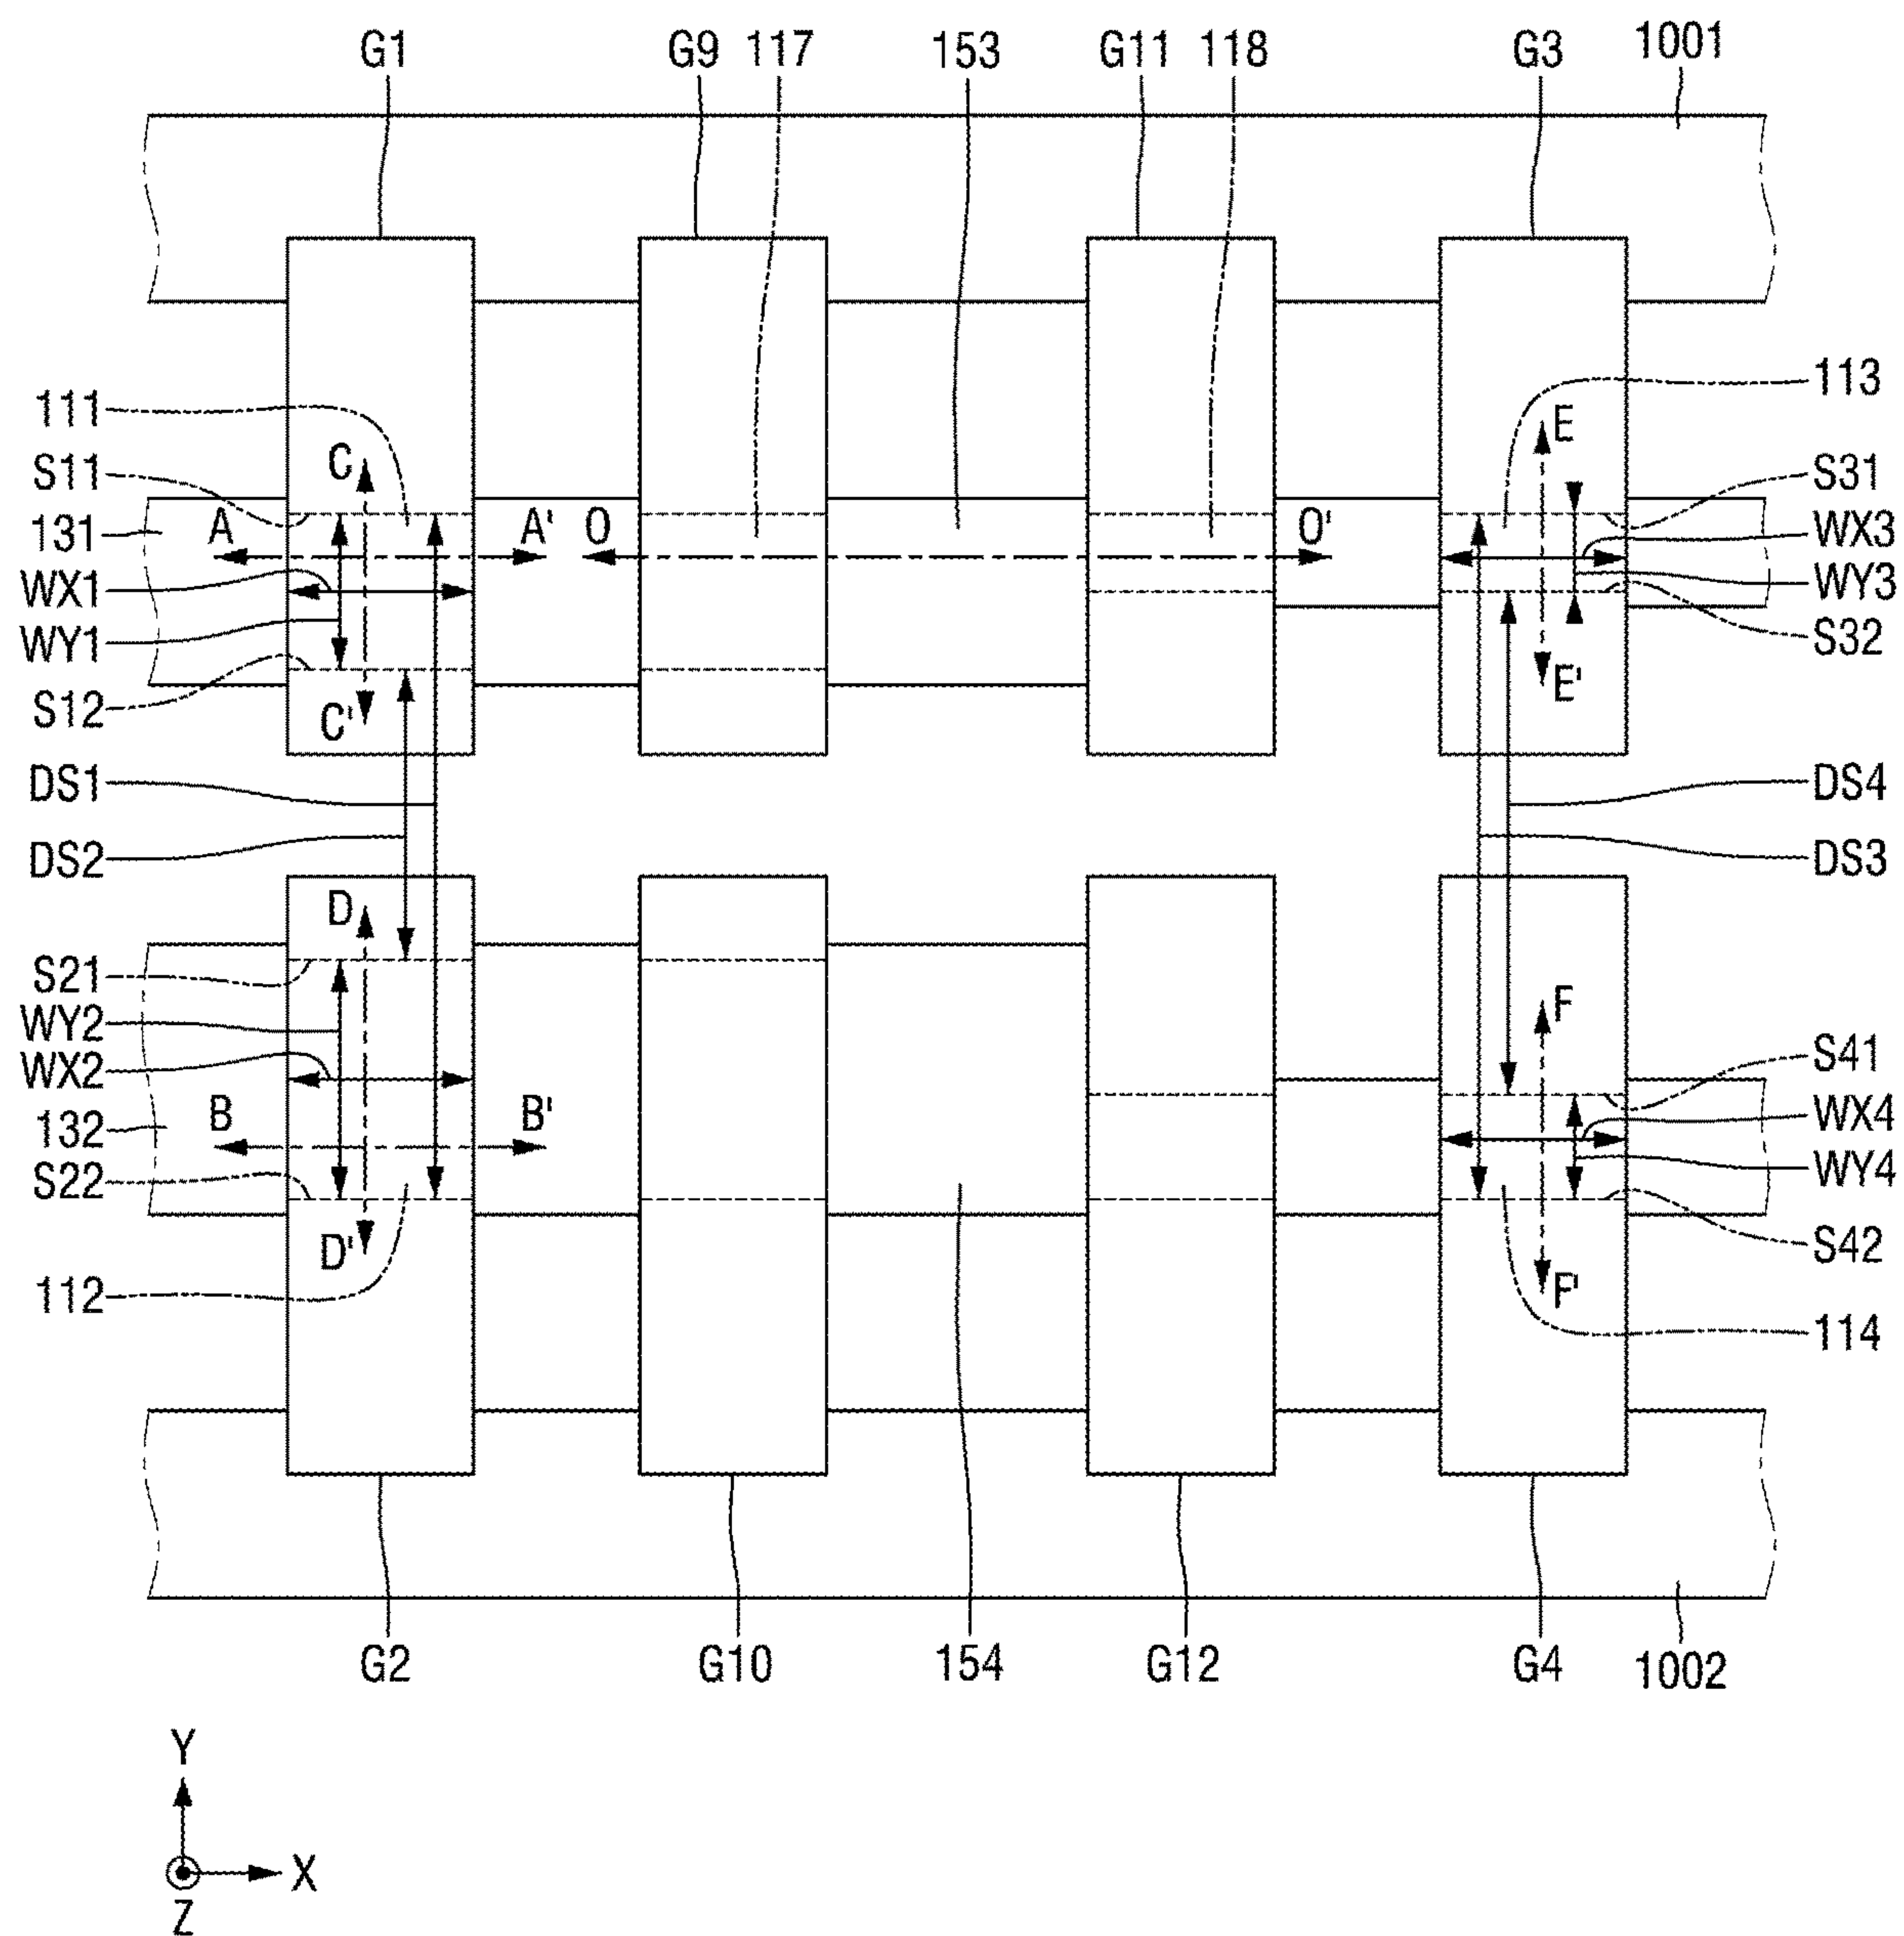 G1 G9 117 153 G11 118 G3 1001
111
S11
131
WX1
WY1
S12
DS1
DS2
C
A A' O O'
C'
E
E'
113
S31
WX3
WY3
S32
DS4
DS3
D
S21
WY2
WX2
132
S22
112
B B'
D'
F
F'
S41
WX4
WY4
S42
114
G2 G10 154 G12 G4 1002
Y
X
Z